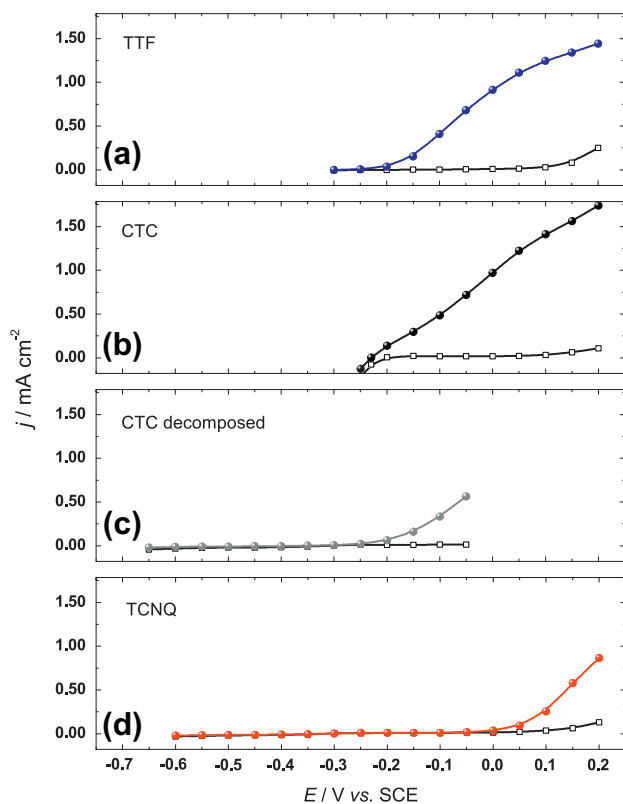 TTF
1.50
1.00
0.50
0.00
(a)
CTC
1.50
1.00
0.50
0.00
(b)
CTC decomposed
1.50
1.00
0.50
0.00
(c)
TCNQ
1.50
1.00
0.50
0.00
(d)
j / mA cm⁻²
-0.7 -0.6 -0.5 -0.4 -0.3 -0.2 -0.1 0.0 0.1 0.2
E / V vs. SCE